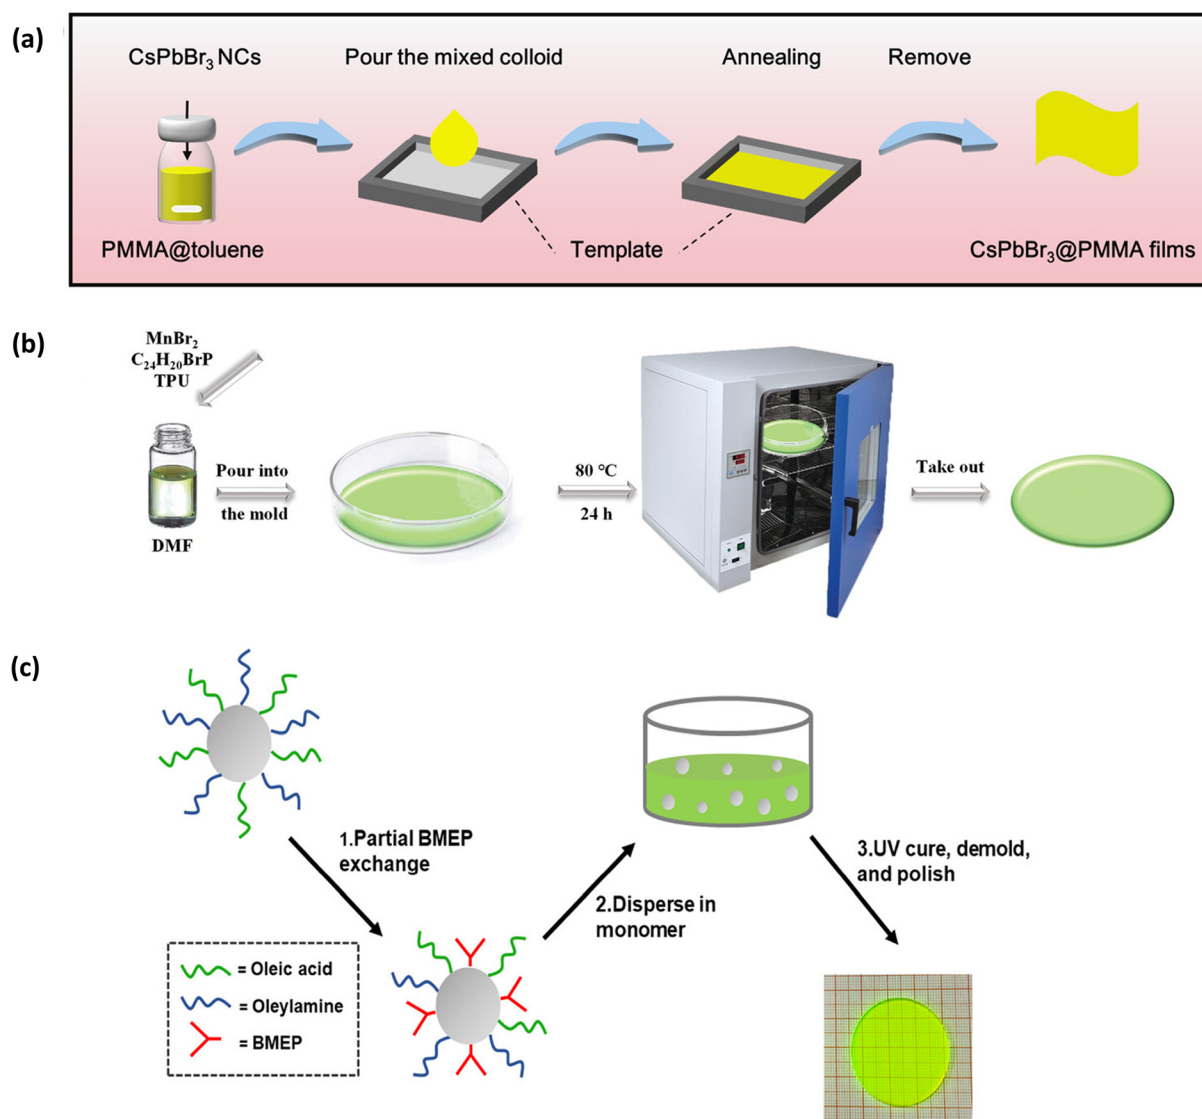 (a)
CsPbBr₃ NCs
Pour the mixed colloid
Annealing
Remove
PMMA@toluene
Template
CsPbBr₃@PMMA films
(b)
MnBr₂
C₂₄H₂₀BrP
TPU
Pour into
the mold
DMF
80 °C
24 h
Take out
(c)
1.Partial BMEP
exchange
2.Disperse in
monomer
3.UV cure, demold,
and polish
= Oleic acid
= Oleylamine
= BMEP